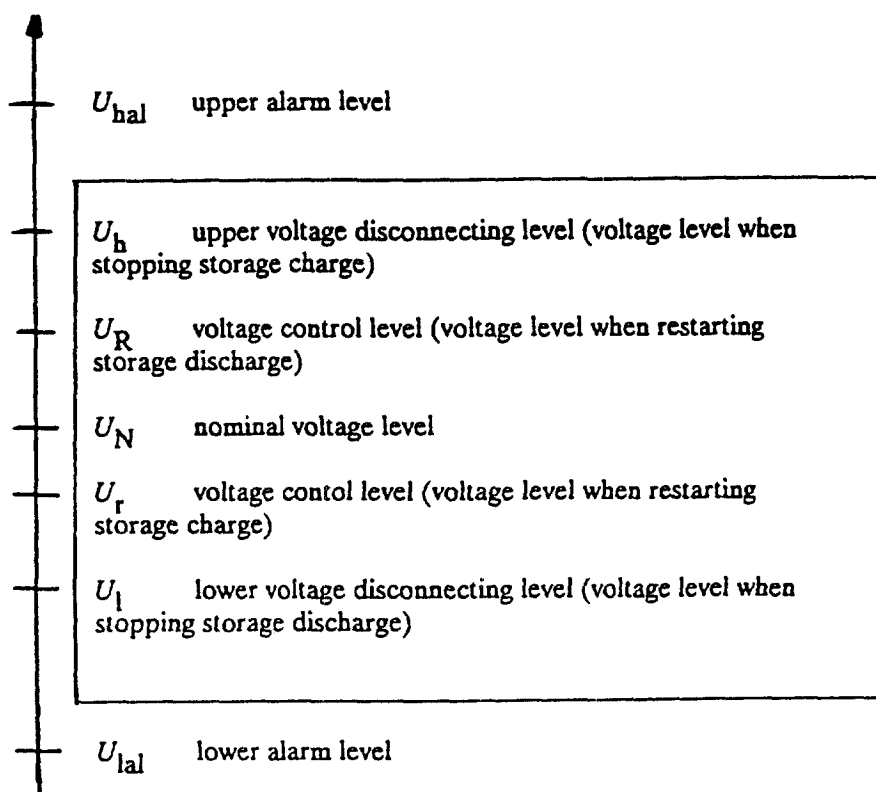 U_hal upper alarm level
U_h upper voltage disconnecting level (voltage level when
stopping storage charge)
U_R voltage control level (voltage level when restarting
storage discharge)
U_N nominal voltage level
U_r voltage contol level (voltage level when restarting
storage charge)
U_l lower voltage disconnecting level (voltage level when
stopping storage discharge)
U_lal lower alarm level